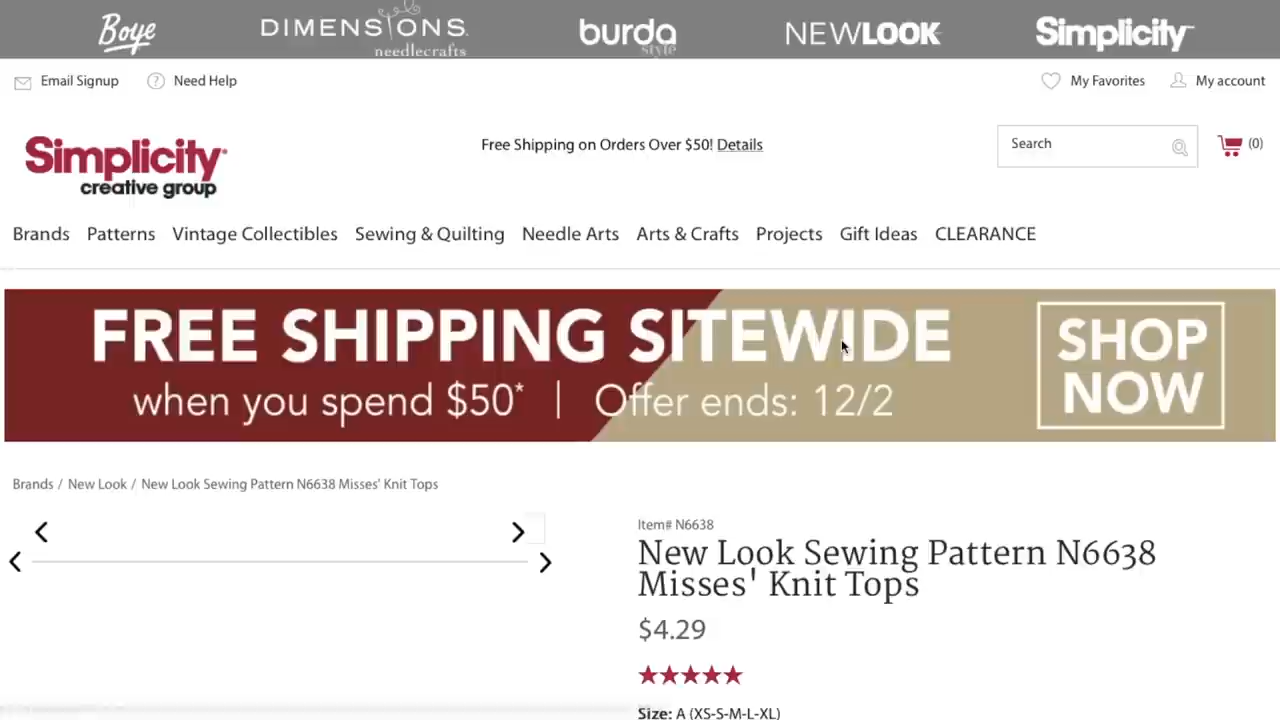 Boye DIMENSIONS needlecrafts burda style NEWLOOK Simplicity
Email Signup Need Help My Favorites My account
Simplicity creative group
Free Shipping on Orders Over $50! Details
Search
(0)
Brands Patterns Vintage Collectibles Sewing & Quilting Needle Arts Arts & Crafts Projects Gift Ideas CLEARANCE
FREE SHIPPING SITEWIDE
when you spend $50* | Offer ends: 12/2
SHOP
NOW
Brands / New Look / New Look Sewing Pattern N6638 Misses' Knit Tops
Item# N6638
New Look Sewing Pattern N6638
Misses' Knit Tops
$4.29
Size: A (XS-S-M-L-XL)